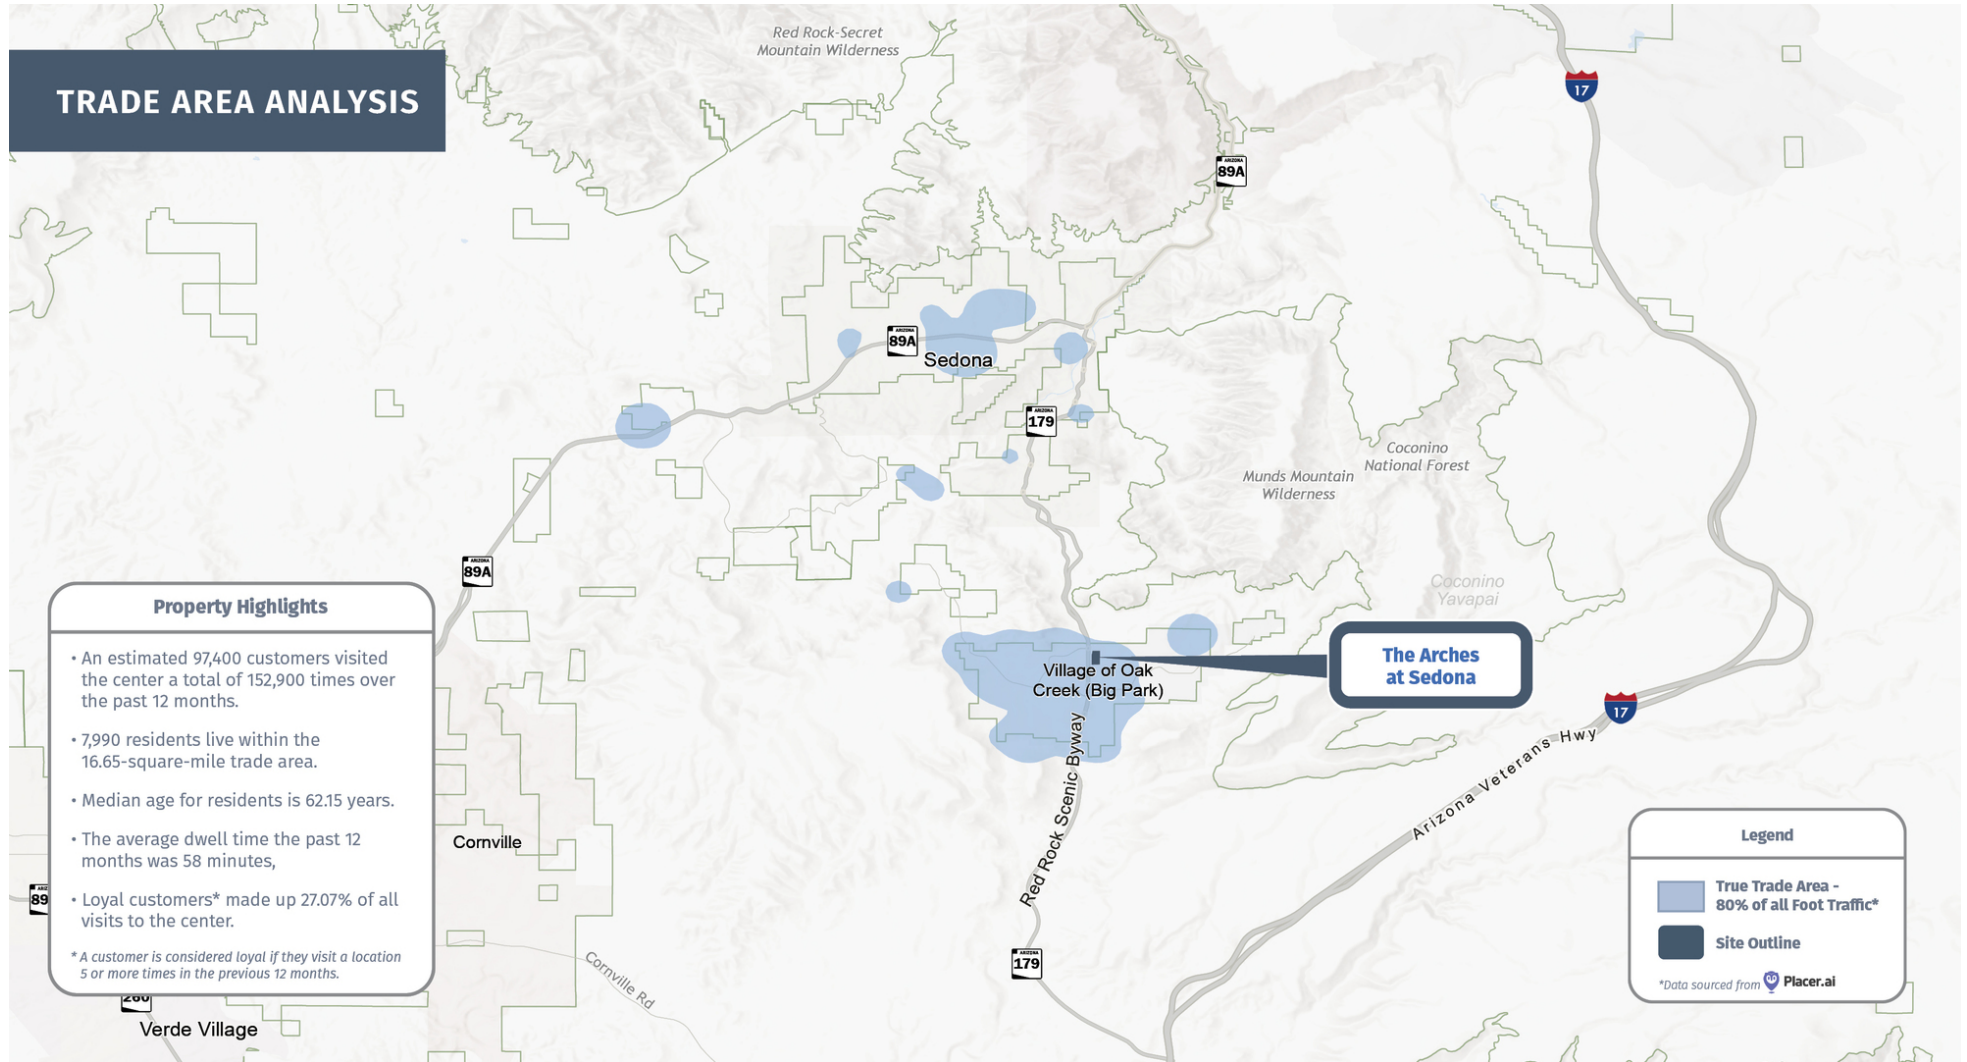 TRADE AREA ANALYSIS
Red Rock-Secret
Mountain Wilderness
17
ARIZONA
89A
ARIZONA
89A
Sedona
ARIZONA
179
Coconino
National Forest
Munds Mountain
Wilderness
ARIZONA
89A
Coconino
Yavapai
The Arches
at Sedona
Village of Oak
Creek (Big Park)
17
Red Rock Scenic Byway
Arizona Veterans Hwy
Property Highlights
• An estimated 97,400 customers visited
the center a total of 152,900 times over
the past 12 months.
• 7,990 residents live within the
16.65-square-mile trade area.
• Median age for residents is 62.15 years.
• The average dwell time the past 12
months was 58 minutes,
• Loyal customers* made up 27.07% of all
visits to the center.
* A customer is considered loyal if they visit a location
5 or more times in the previous 12 months.
Cornville
89
260
Verde Village
Cornville Rd
ARIZONA
179
Legend
True Trade Area -
80% of all Foot Traffic*
Site Outline
*Data sourced from Placer.ai